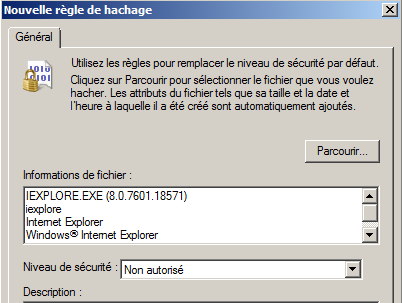 Nouvelle règle de hachage
Général
Utilisez les règles pour remplacer le niveau de sécurité par défaut.
Cliquez sur Parcourir pour sélectionner le fichier que vous voulez
hacher. Les attributs du fichier tels que sa taille et la date et
l'heure à laquelle il a été créé sont automatiquement ajoutés.
Parcourir...
Informations de fichier :
IEXPLORE.EXE (8.0.7601.18571)
iexplore
Internet Explorer
Windows® Internet Explorer
Niveau de sécurité : Non autorisé
Description :